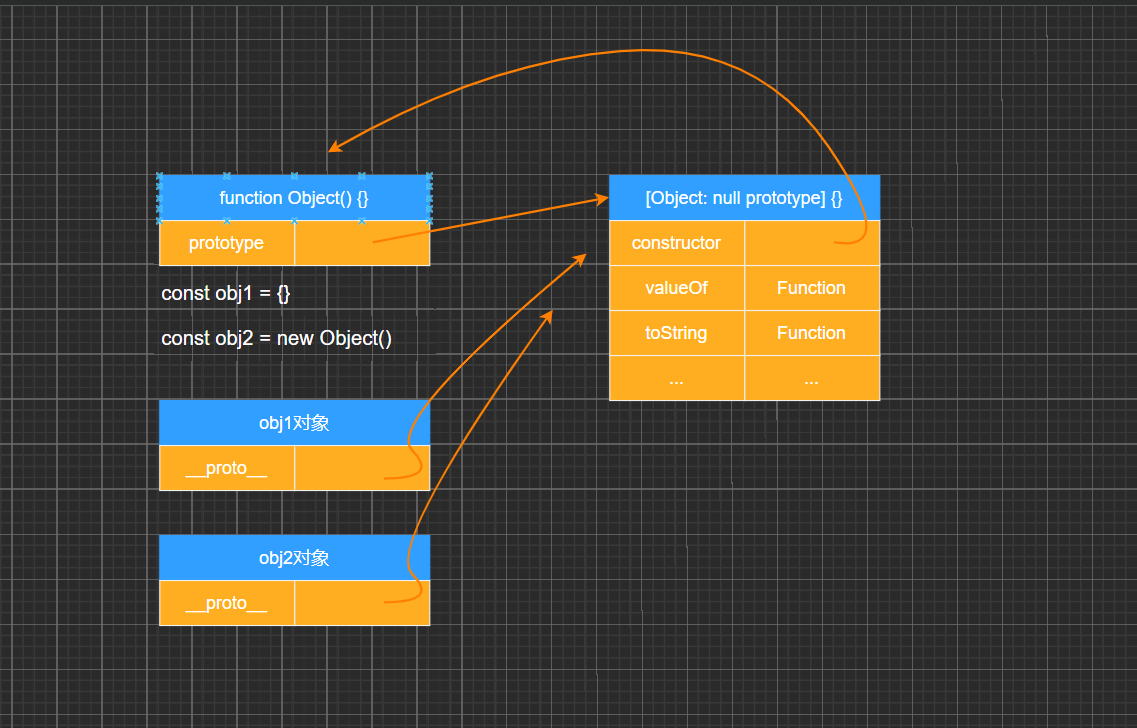 function Object() {}
prototype
const obj1 = {}
const obj2 = new Object()
obj1对象
__proto__
obj2对象
__proto__
[Object: null prototype] {}
constructor
valueOf Function
toString Function
... ...